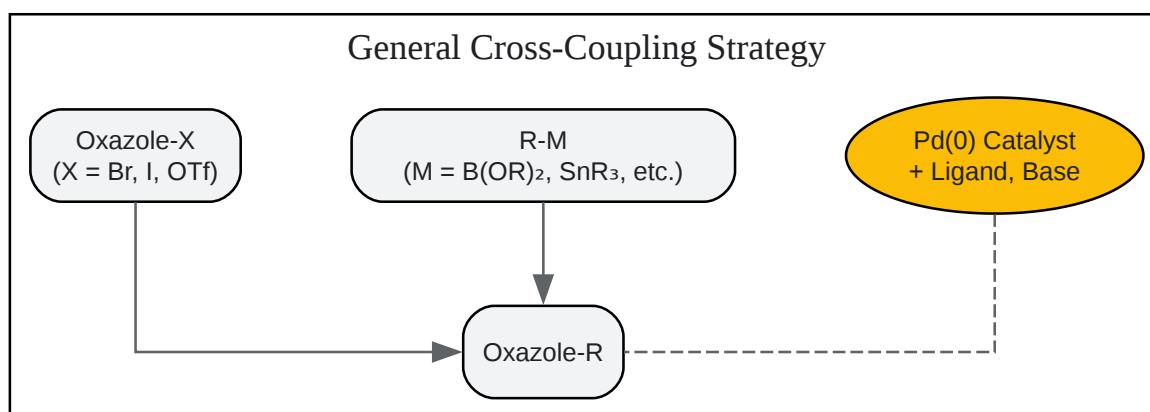 General Cross-Coupling Strategy
Oxazole-X
(X = Br, I, OTf)
R-M
(M = B(OR)₂, SnR₃, etc.)
Pd(0) Catalyst
+ Ligand, Base
Oxazole-R